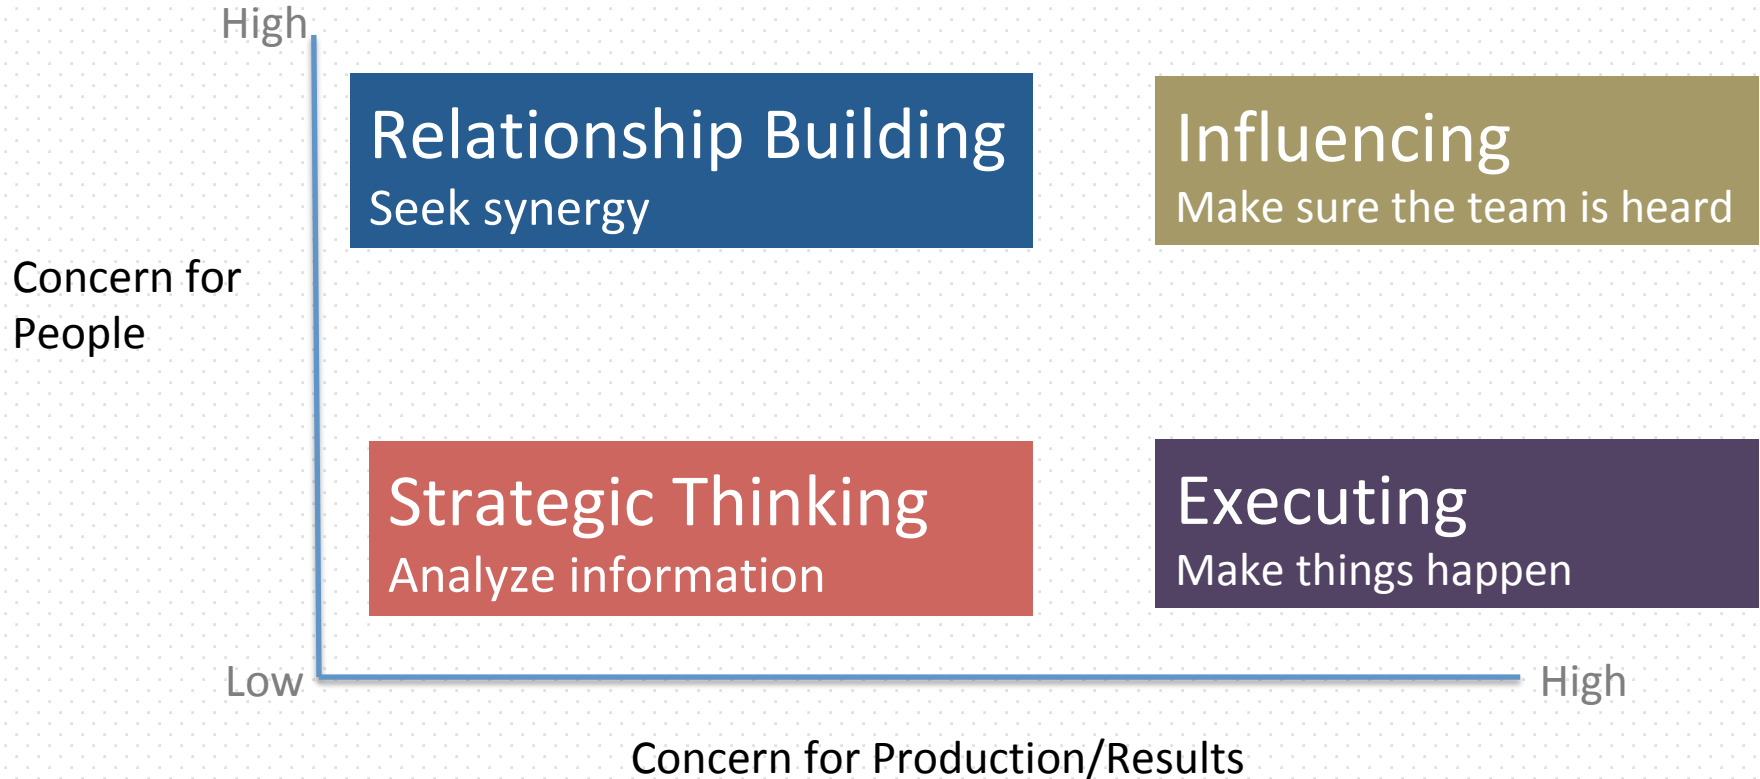 High
Relationship Building
Seek synergy
Influencing
Make sure the team is heard
Concern for
People
Strategic Thinking
Analyze information
Executing
Make things happen
Low
High
Concern for Production/Results